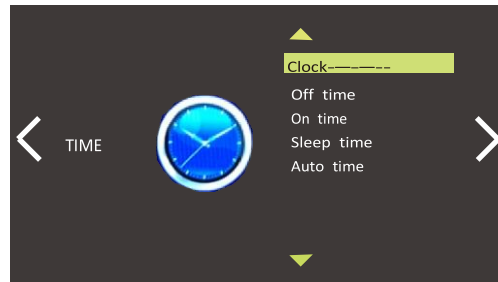 Clock-—-—--
TIME
Off time
On time
Sleep time
Auto time